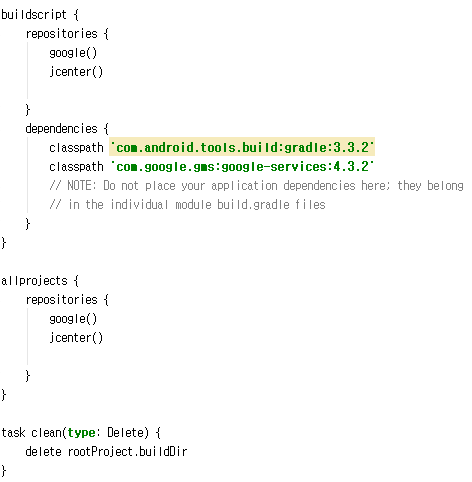 buildscript {
repositories {
google()
jcenter()
}
dependencies {
classpath 'com.android.tools.build:gradle:3.3.2'
classpath 'com.google.gms:google-services:4.3.2'
// NOTE: Do not place your application dependencies here; they belong
// in the individual module build.gradle files
}
}
allprojects {
repositories {
google()
jcenter()
}
}
task clean(type: Delete) {
delete rootProject.buildDir
}